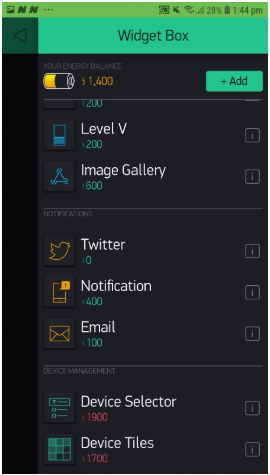 28% 1:44 pm
Widget Box
YOUR ENERGY BALANCE
1,400
+ Add
200
Level V
200
Image Gallery
600
NOTIFICATIONS
Twitter
0
Notification
400
Email
100
DEVICE MANAGEMENT
Device Selector
1900
Device Tiles
1700